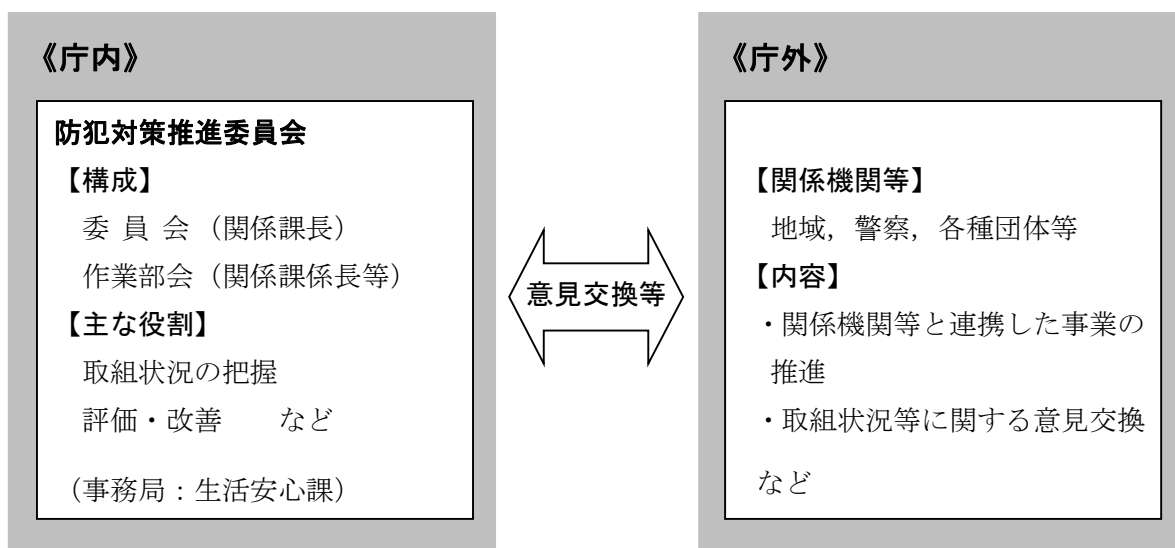 《庁内》
防犯対策推進委員会
【構成】
委 員 会（関係課長）
作業部会（関係課係長等）
【主な役割】
取組状況の把握
評価・改善　　など
（事務局：生活安心課）
意見交換等
《庁外》
【関係機関等】
地域，警察，各種団体等
【内容】
・関係機関等と連携した事業の
推進
・取組状況等に関する意見交換
など